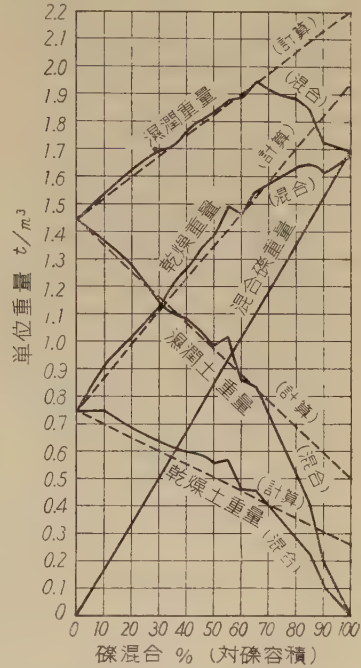 2.2
2.1
2.0
1.9
1.8
1.7
1.6
1.5
1.4
1.3
1.2
1.1
1.0
0.9
0.8
0.7
0.6
0.5
0.4
0.3
0.2
0.1
0
単位重量 t/m³
湿潤重量
(計算)
(混合)
乾燥重量
(計算)
(混合)
混合礫重量
湿潤土重量
(計算)
(混合)
乾燥土重量
(計算)
(混合)
0 10 20 30 40 50 60 70 80 90 100
礫混合 % (対礫容積)